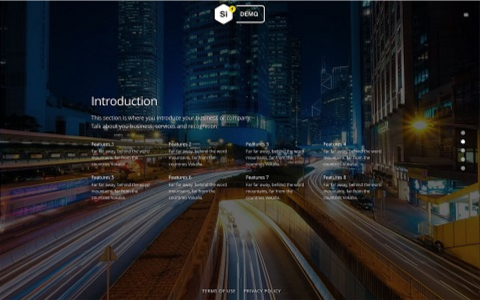 Si DEMO
Introduction
This section is where you introduce your business or company.
Talk about you business, services and recognition.
Features 1
Far far away, behind the word
mountains, far from the
countries Vokalia.
Features 2
Far far away, behind the word
mountains, far from the
countries Vokalia.
Features 3
Far far away, behind the word
mountains, far from the
countries Vokalia.
Features 4
Far far away, behind the word
mountains, far from the
countries Vokalia.
Features 5
Far far away, behind the word
mountains, far from the
countries Vokalia.
Features 6
Far far away, behind the word
mountains, far from the
countries Vokalia.
Features 7
Far far away, behind the word
mountains, far from the
countries Vokalia.
Features 8
Far far away, behind the word
mountains, far from the
countries Vokalia.
TERMS OF USE PRIVACY POLICY